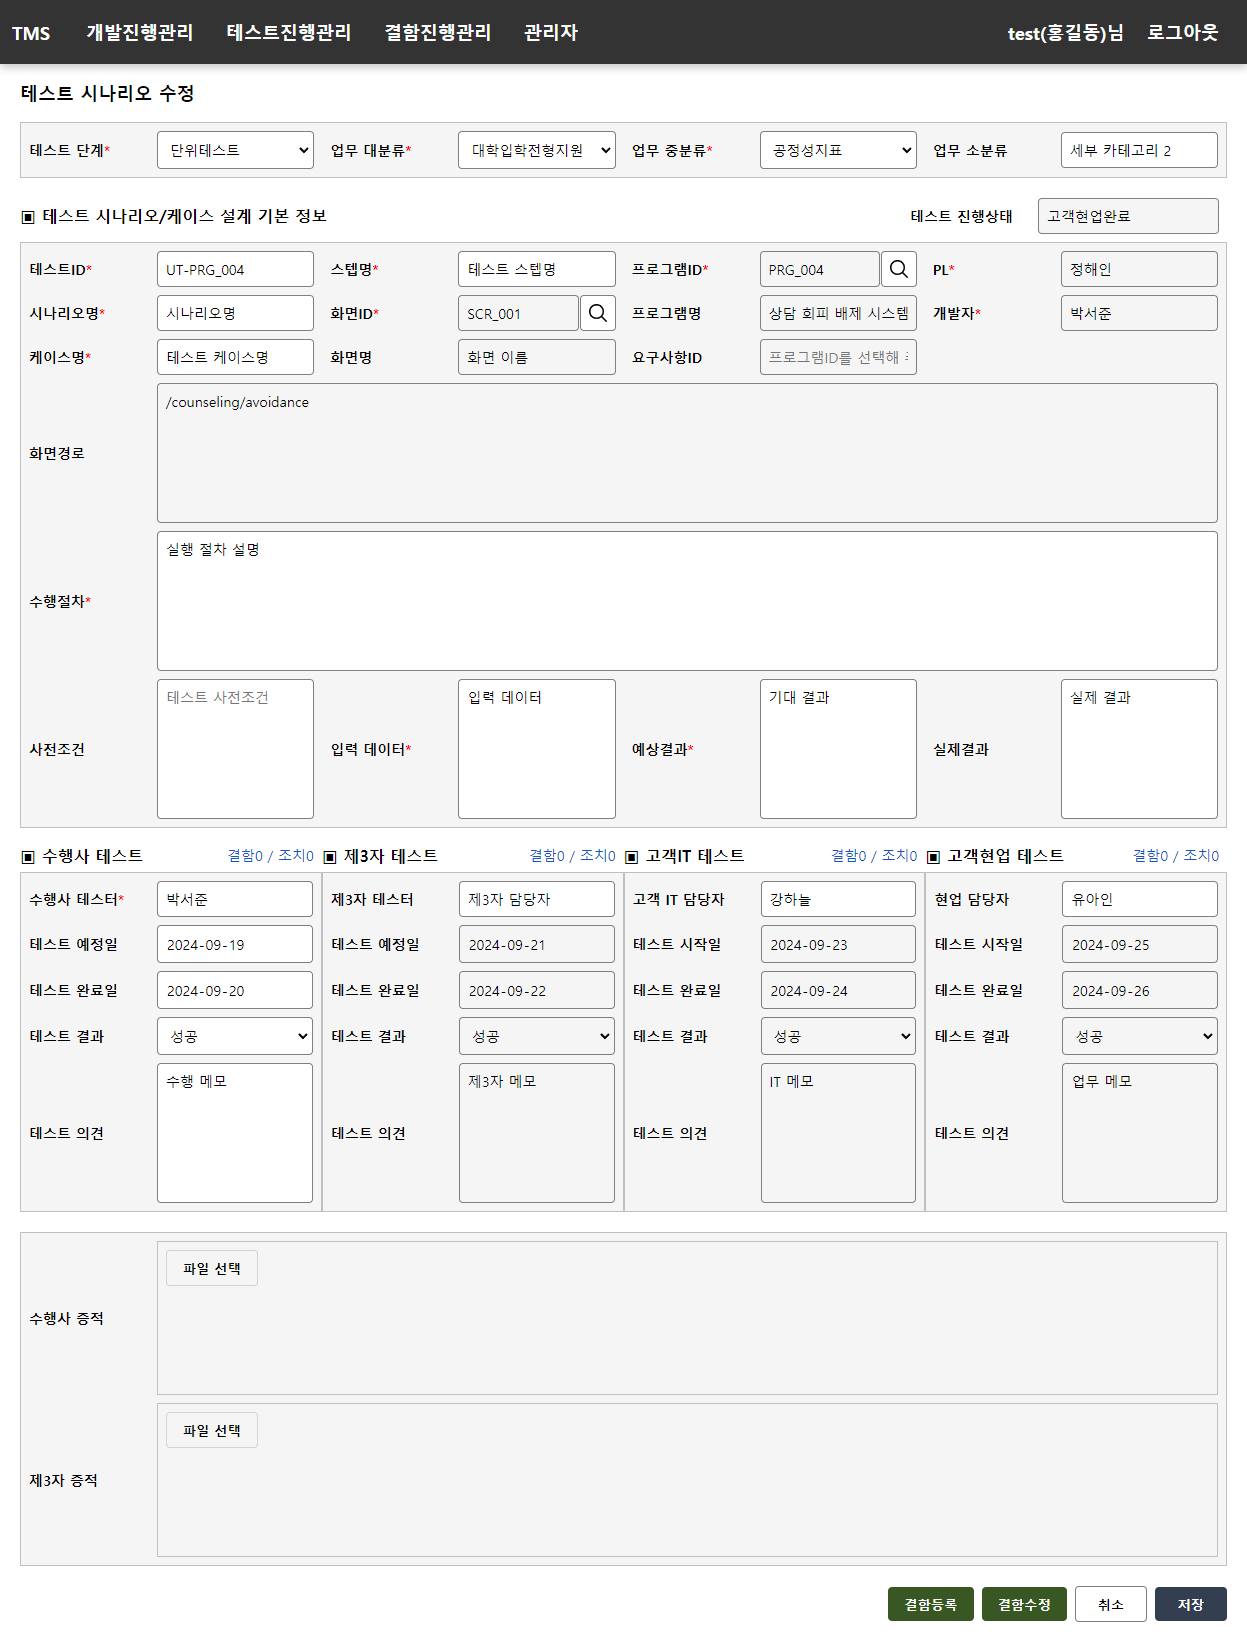 TMS 개발진행관리 테스트진행관리 결함진행관리 관리자 test(홍길동)님 로그아웃
테스트 시나리오 수정
테스트 단계* 단위테스트 업무 대분류* 대학입학전형지원 업무 중분류* 공정성지표 업무 소분류 세부 카테고리 2
▣ 테스트 시나리오/케이스 설계 기본 정보 테스트 진행상태 고객현업완료
테스트ID* UT-PRG_004 스텝명* 테스트 스텝명 프로그램ID* PRG_004 PL* 정해인
시나리오명* 시나리오명 화면ID* SCR_001 프로그램명 상담 회피 배제 시스템 개발자* 박서준
케이스명* 테스트 케이스명 화면명 화면 이름 요구사항ID 프로그램ID를 선택해
화면경로 /counseling/avoidance
수행절차* 실행 절차 설명
사전조건 테스트 사전조건 입력 데이터* 입력 데이터 예상결과* 기대 결과 실제결과 실제 결과
▣ 수행사 테스트 결함0 / 조치0 ▣ 제3자 테스트 결함0 / 조치0 ▣ 고객IT 테스트 결함0 / 조치0 ▣ 고객현업 테스트 결함0 / 조치0
수행사 테스터* 박서준 제3자 테스터 제3자 담당자 고객 IT 담당자 강하늘 현업 담당자 유아인
테스트 예정일 2024-09-19 테스트 예정일 2024-09-21 테스트 시작일 2024-09-23 테스트 시작일 2024-09-25
테스트 완료일 2024-09-20 테스트 완료일 2024-09-22 테스트 완료일 2024-09-24 테스트 완료일 2024-09-26
테스트 결과 성공 테스트 결과 성공 테스트 결과 성공 테스트 결과 성공
테스트 의견 수행 메모 테스트 의견 제3자 메모 테스트 의견 IT 메모 테스트 의견 업무 메모
수행사 증적 파일 선택
제3자 증적 파일 선택
결함등록 결함수정 취소 저장